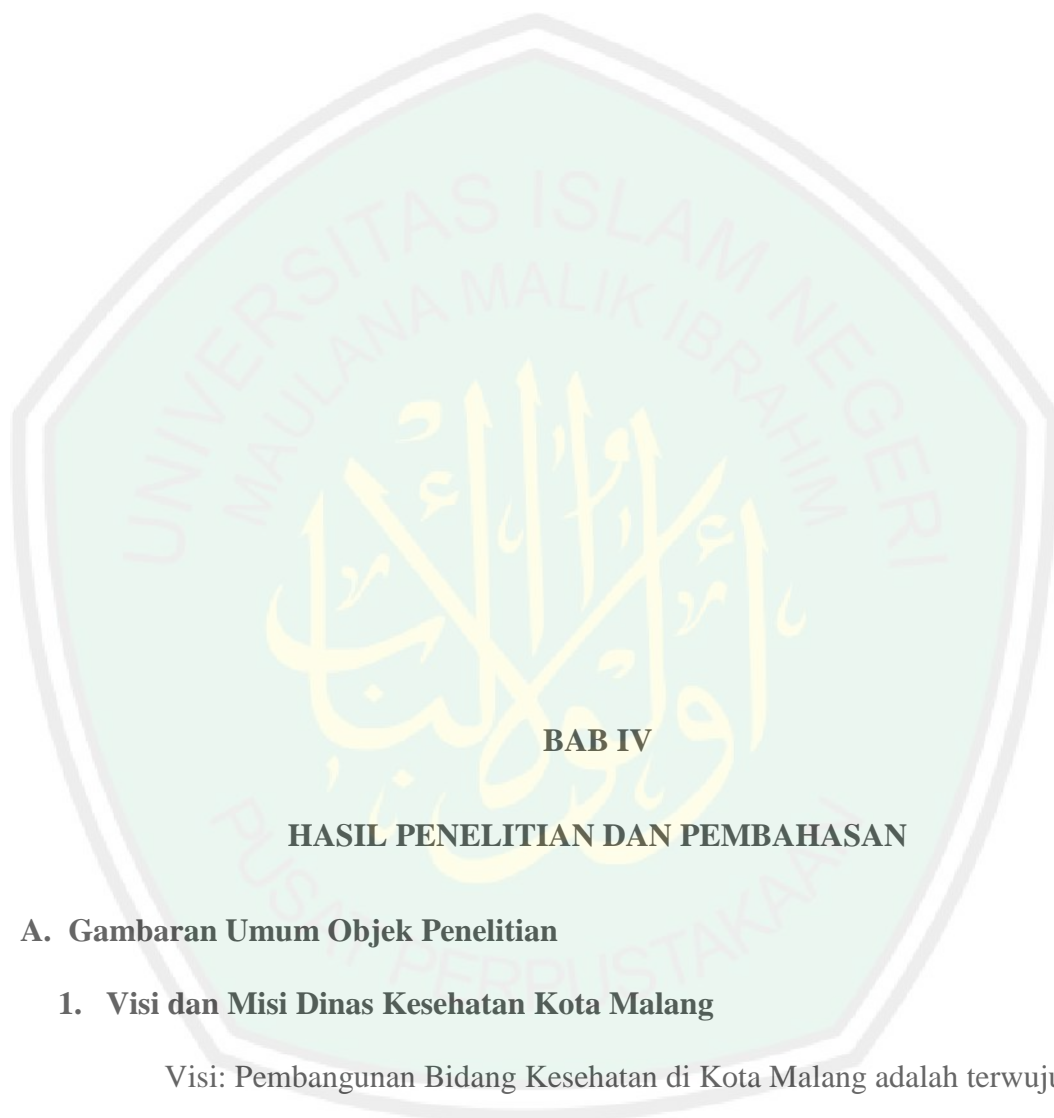 UNIVERSITAS ISLAM NEGERI
MAULANA MALIK IBRAHIM
BAB IV
HASIL PENELITIAN DAN PEMBAHASAN
PUSAT PERPUSTAKAAN
A. Gambaran Umum Objek Penelitian
1. Visi dan Misi Dinas Kesehatan Kota Malang
Visi: Pembangunan Bidang Kesehatan di Kota Malang adalah terwuju